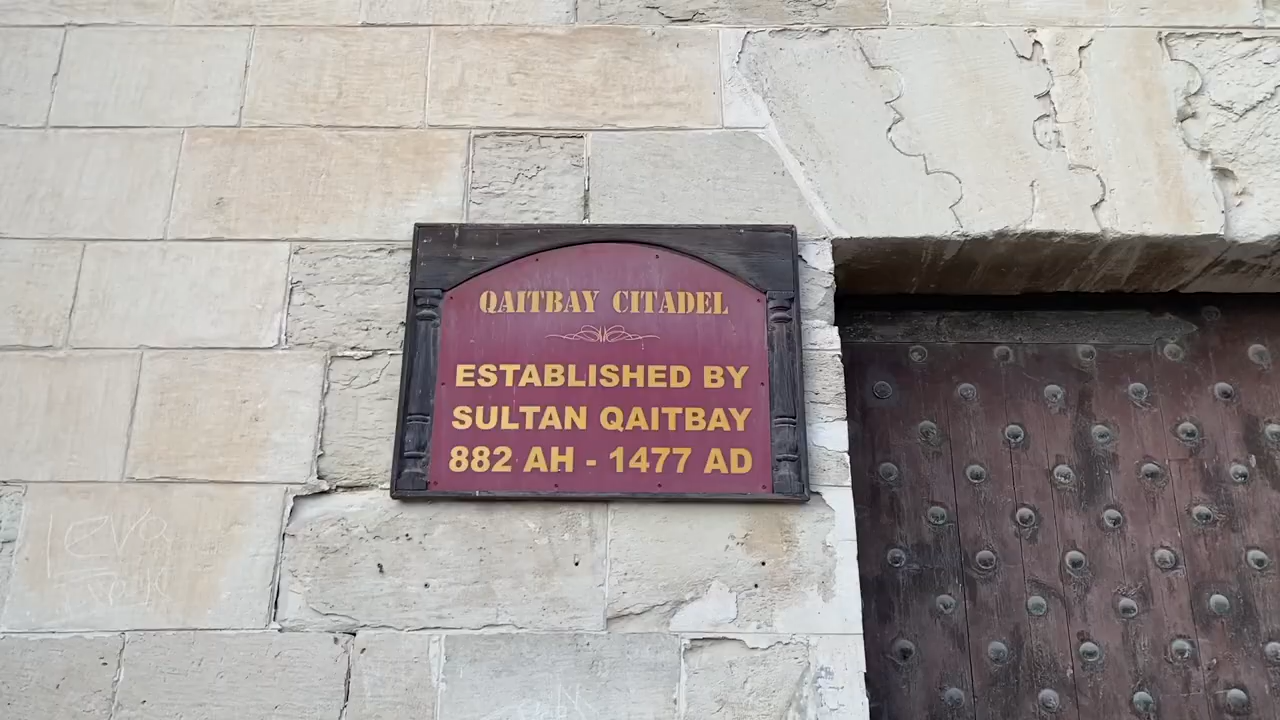 QAITBAY CITADEL
ESTABLISHED BY
SULTAN QAITBAY
882 AH - 1477 AD